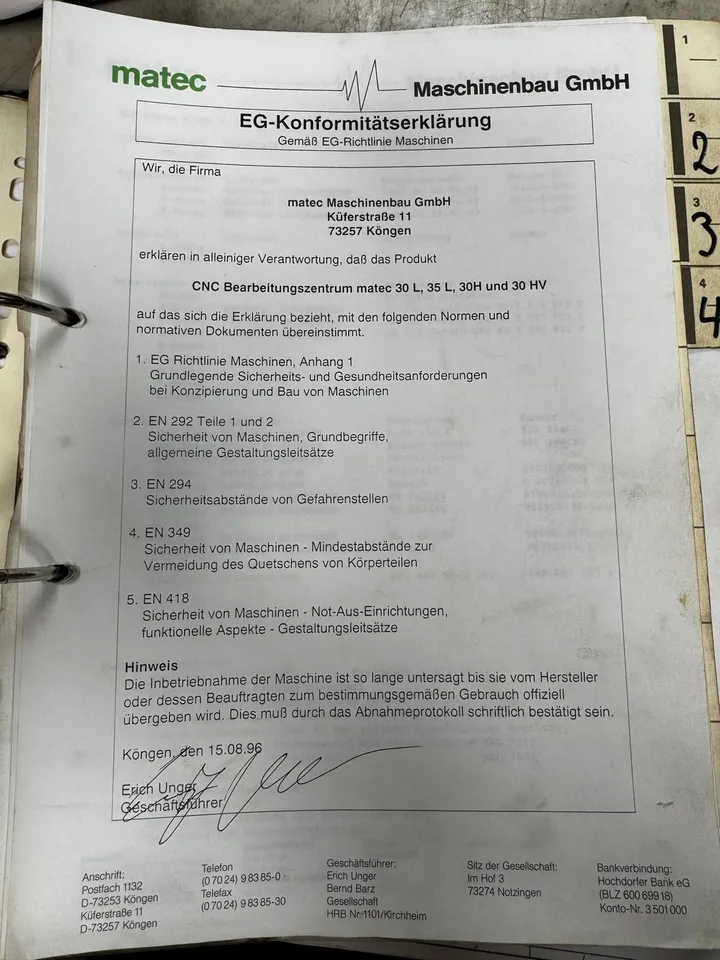 matec Maschinenbau GmbH
EG-Konformitätserklärung
Gemäß EG-Richtlinie Maschinen
Wir, die Firma
matec Maschinenbau GmbH
Küferstraße 11
73257 Köngen
erklären in alleiniger Verantwortung, daß das Produkt
CNC Bearbeitungszentrum matec 30 L, 35 L, 30H und 30 HV
auf das sich die Erklärung bezieht, mit den folgenden Normen und
normativen Dokumenten übereinstimmt.
1. EG Richtlinie Maschinen, Anhang 1
Grundlegende Sicherheits- und Gesundheitsanforderungen
bei Konzipierung und Bau von Maschinen
2. EN 292 Teile 1 und 2
Sicherheit von Maschinen, Grundbegriffe,
allgemeine Gestaltungsleitsätze
3. EN 294
Sicherheitsabstände von Gefahrenstellen
4. EN 349
Sicherheit von Maschinen - Mindestabstände zur
Vermeidung des Quetschens von Körperteilen
5. EN 418
Sicherheit von Maschinen - Not-Aus-Einrichtungen,
funktionelle Aspekte - Gestaltungsleitsätze
Hinweis
Die Inbetriebnahme der Maschine ist so lange untersagt bis sie vom Hersteller
oder dessen Beauftragten zum bestimmungsgemäßen Gebrauch offiziell
übergeben wird. Dies muß durch das Abnahmeprotokoll schriftlich bestätigt sein.
Köngen, den 15.08.96
Erich Unger
Geschäftsführer
Anschrift:
Postfach 1132
D-73253 Köngen
Küferstraße 11
D-73257 Köngen
Telefon
(0 70 24) 9 83 85-0
Telefax
(0 70 24) 9 83 85-30
Geschäftsführer:
Erich Unger
Bernd Barz
Gesellschaft
HRB Nr. 1101/Kirchheim
Sitz der Gesellschaft:
Im Hof 3
73274 Notzingen
Bankverbindung:
Hochdorfer Bank eG
(BLZ 600 699 18)
Konto-Nr. 3 501 000
1
2
2
3
3
4
4